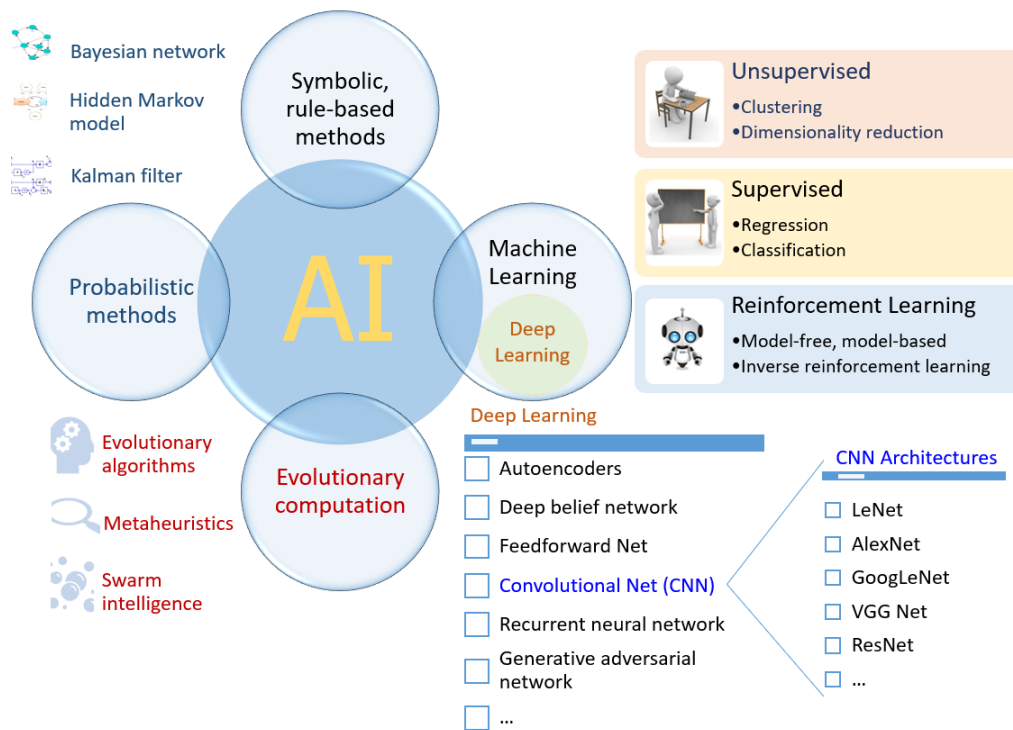 Bayesian network
Hidden Markov
model
Kalman filter
Symbolic,
rule-based
methods
Probabilistic
methods
AI
Machine
Learning
Deep
Learning
Evolutionary
computation
Evolutionary
algorithms
Metaheuristics
Swarm
intelligence
Unsupervised
•Clustering
•Dimensionality reduction
Supervised
•Regression
•Classification
Reinforcement Learning
•Model-free, model-based
•Inverse reinforcement learning
Deep Learning
Autoencoders
Deep belief network
Feedforward Net
Convolutional Net (CNN)
Recurrent neural network
Generative adversarial
network
...
CNN Architectures
LeNet
AlexNet
GoogLeNet
VGG Net
ResNet
...